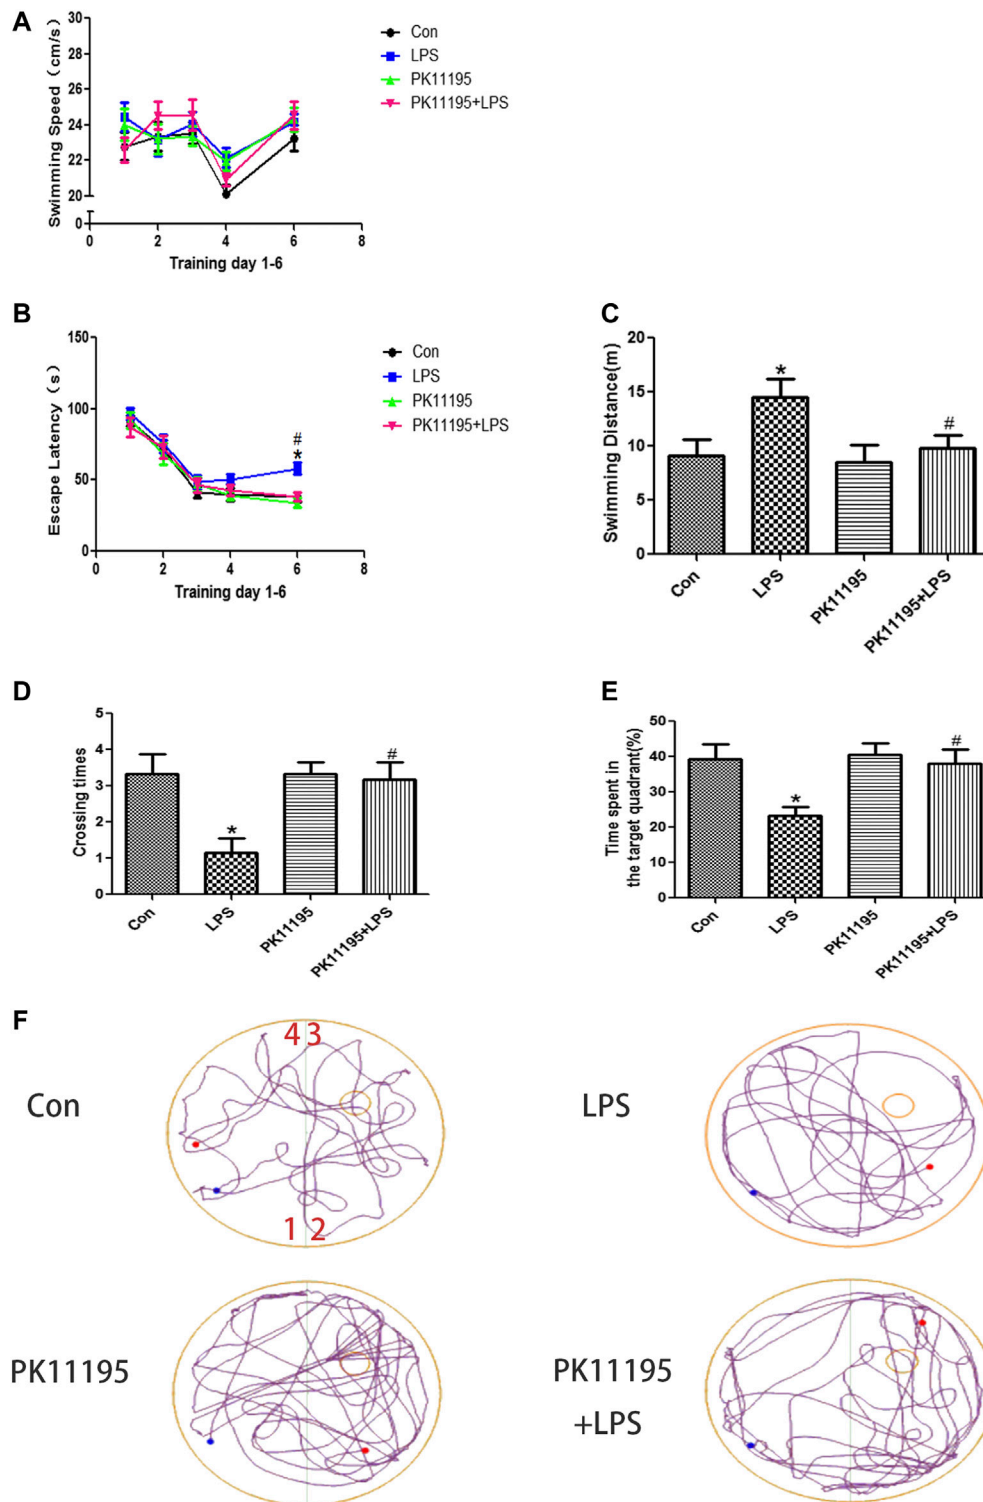 A
Swimming Speed（cm/s）
30
28
26
24
22
20
0
0
2
4
6
8
Training day 1-6
Con
LPS
PK11195
PK11195+LPS
B
Escape Latency（s）
150
100
50
0
0
2
4
6
8
Training day 1-6
Con
LPS
PK11195
PK11195+LPS
#
*
C
Swimming Distance(m)
20
15
10
5
0
*
#
Con
LPS
PK11195
PK11195+LPS
D
Crossing times
5
4
3
2
1
0
*
#
Con
LPS
PK11195
PK11195+LPS
E
Time spent in
the target quadrant(%)
50
40
30
20
10
0
*
#
Con
LPS
PK11195
PK11195+LPS
F
Con
4 3
1 2
LPS
PK11195
PK11195
+LPS